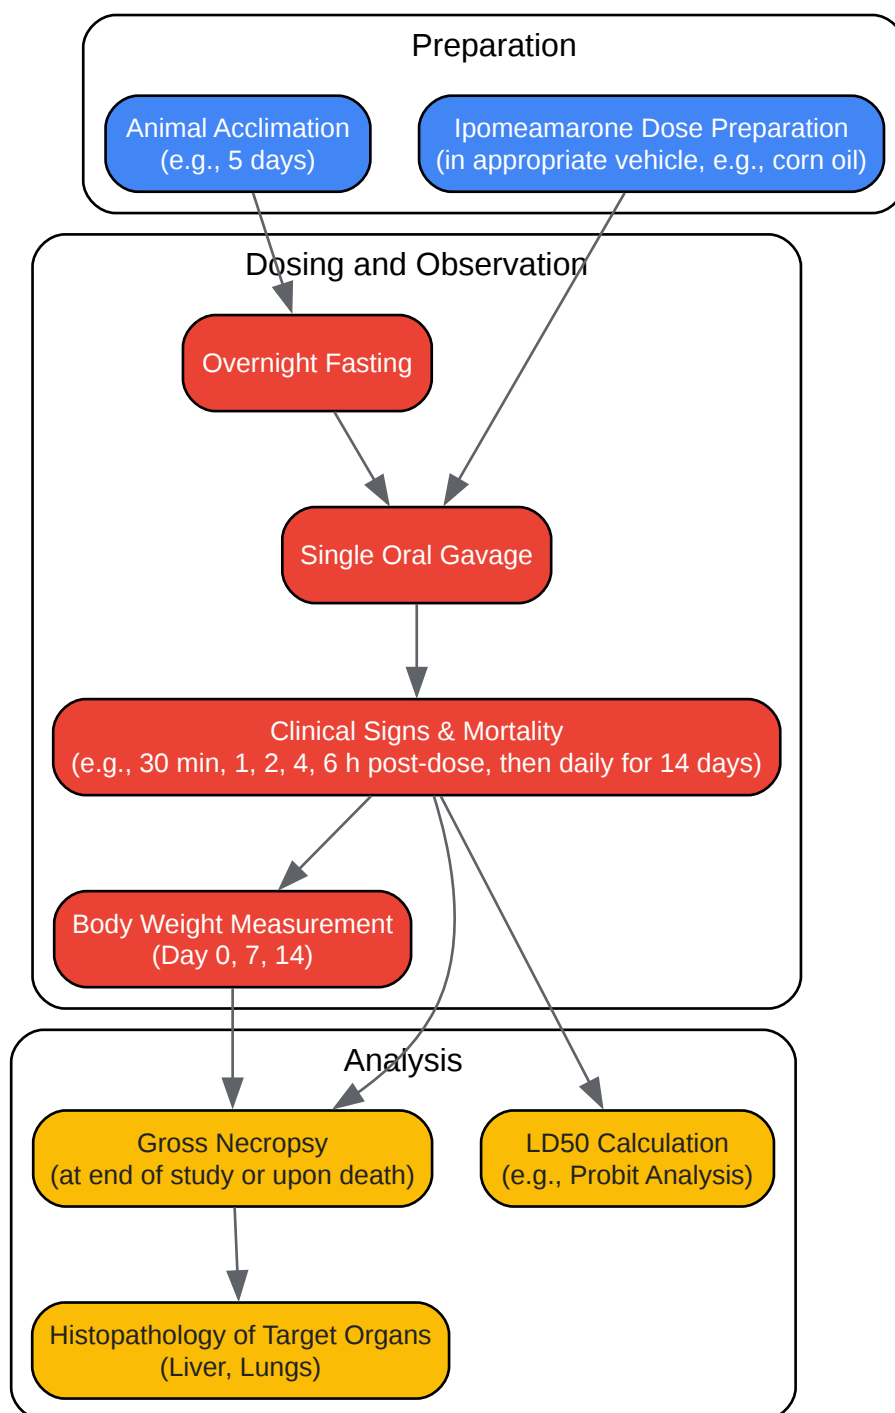 Preparation
Animal Acclimation
(e.g., 5 days)
Ipomeamarone Dose Preparation
(in appropriate vehicle, e.g., corn oil)
Dosing and Observation
Overnight Fasting
Single Oral Gavage
Clinical Signs & Mortality
(e.g., 30 min, 1, 2, 4, 6 h post-dose, then daily for 14 days)
Body Weight Measurement
(Day 0, 7, 14)
Analysis
Gross Necropsy
(at end of study or upon death)
LD50 Calculation
(e.g., Probit Analysis)
Histopathology of Target Organs
(Liver, Lungs)